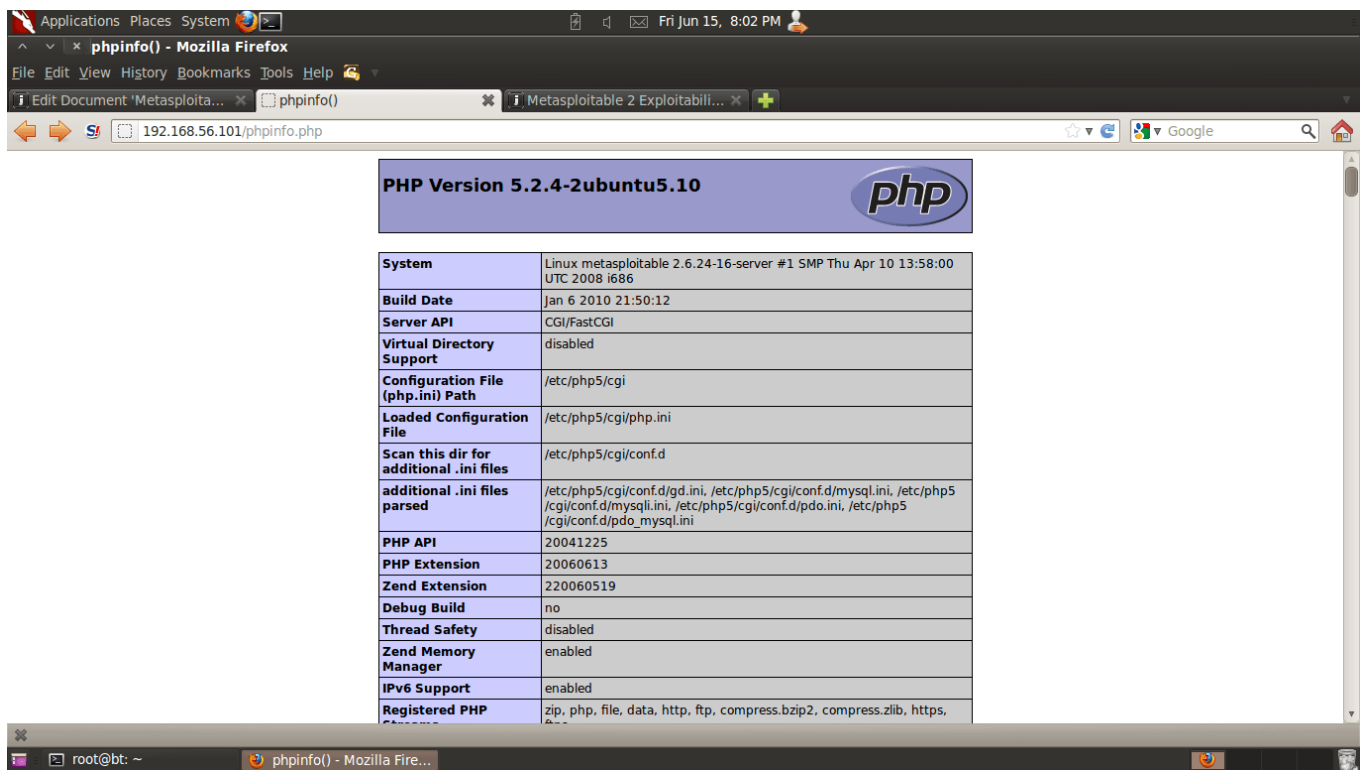 Applications Places System Fri Jun 15, 8:02 PM
phpinfo() - Mozilla Firefox
File Edit View History Bookmarks Tools Help
Edit Document 'Metasploita... phpinfo() Metasploitable 2 Exploitabili...
192.168.56.101/phpinfo.php Google
PHP Version 5.2.4-2ubuntu5.10
php
System Linux metasploitable 2.6.24-16-server #1 SMP Thu Apr 10 13:58:00
UTC 2008 i686
Build Date Jan 6 2010 21:50:12
Server API CGI/FastCGI
Virtual Directory disabled
Support
Configuration File /etc/php5/cgi
(php.ini) Path
Loaded Configuration /etc/php5/cgi/php.ini
File
Scan this dir for /etc/php5/cgi/conf.d
additional .ini files
additional .ini files /etc/php5/cgi/conf.d/gd.ini, /etc/php5/cgi/conf.d/mysql.ini, /etc/php5
parsed /cgi/conf.d/mysqli.ini, /etc/php5/cgi/conf.d/pdo.ini, /etc/php5
/cgi/conf.d/pdo_mysql.ini
PHP API 20041225
PHP Extension 20060613
Zend Extension 220060519
Debug Build no
Thread Safety disabled
Zend Memory enabled
Manager
IPv6 Support enabled
Registered PHP zip, php, file, data, http, ftp, compress.bzip2, compress.zlib, https,
root@bt: ~ phpinfo() - Mozilla Fire...